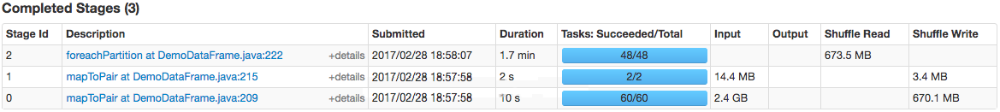 Completed Stages (3)
Stage Id Description Submitted Duration Tasks: Succeeded/Total Input Output Shuffle Read Shuffle Write
2 foreachPartition at DemoDataFrame.java:222 +details 2017/02/28 18:58:07 1.7 min 48/48 673.5 MB
1 mapToPair at DemoDataFrame.java:215 +details 2017/02/28 18:57:58 2 s 2/2 14.4 MB 3.4 MB
0 mapToPair at DemoDataFrame.java:209 +details 2017/02/28 18:57:58 10 s 60/60 2.4 GB 670.1 MB